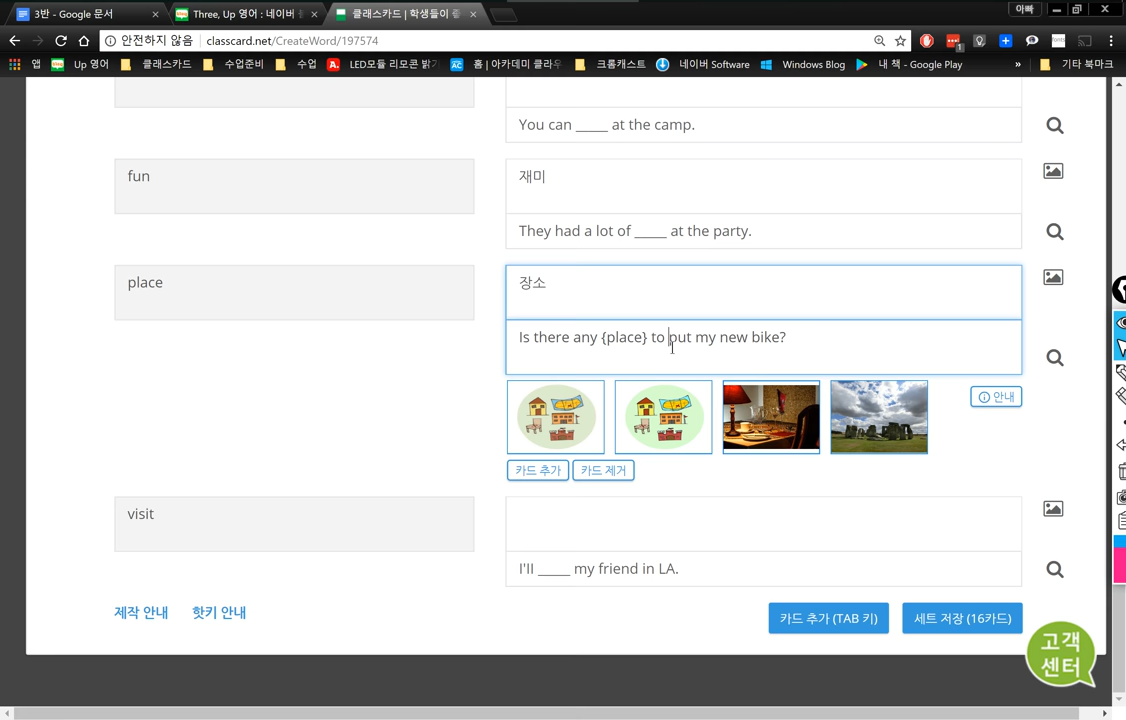 3반 - Google 문서
Three, Up 영어 : 네이버
클래스카드 | 학생들이 좋
아빠
안전하지 않음 classcard.net/CreateWord/197574
앱 Up 영어 클래스카드 수업준비 수업 LED모듈 리모콘 밝기 홈 | 아카데미 클라우 크롬캐스트 네이버 Software Windows Blog 내 책 - Google Play » 기타 북마크
You can _____ at the camp.
fun
재미
They had a lot of _____ at the party.
place
장소
Is there any {place} to put my new bike?
안내
카드 추가 카드 제거
visit
I'll _____ my friend in LA.
제작 안내 핫키 안내
카드 추가 (TAB 키) 세트 저장 (16카드)
고객
센터